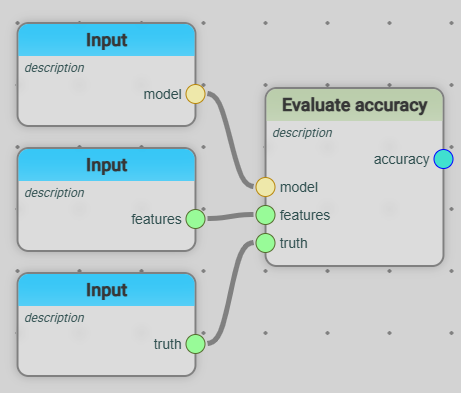 Input
description
model
Input
description
features
Input
description
truth
Evaluate accuracy
description
accuracy
model
features
truth